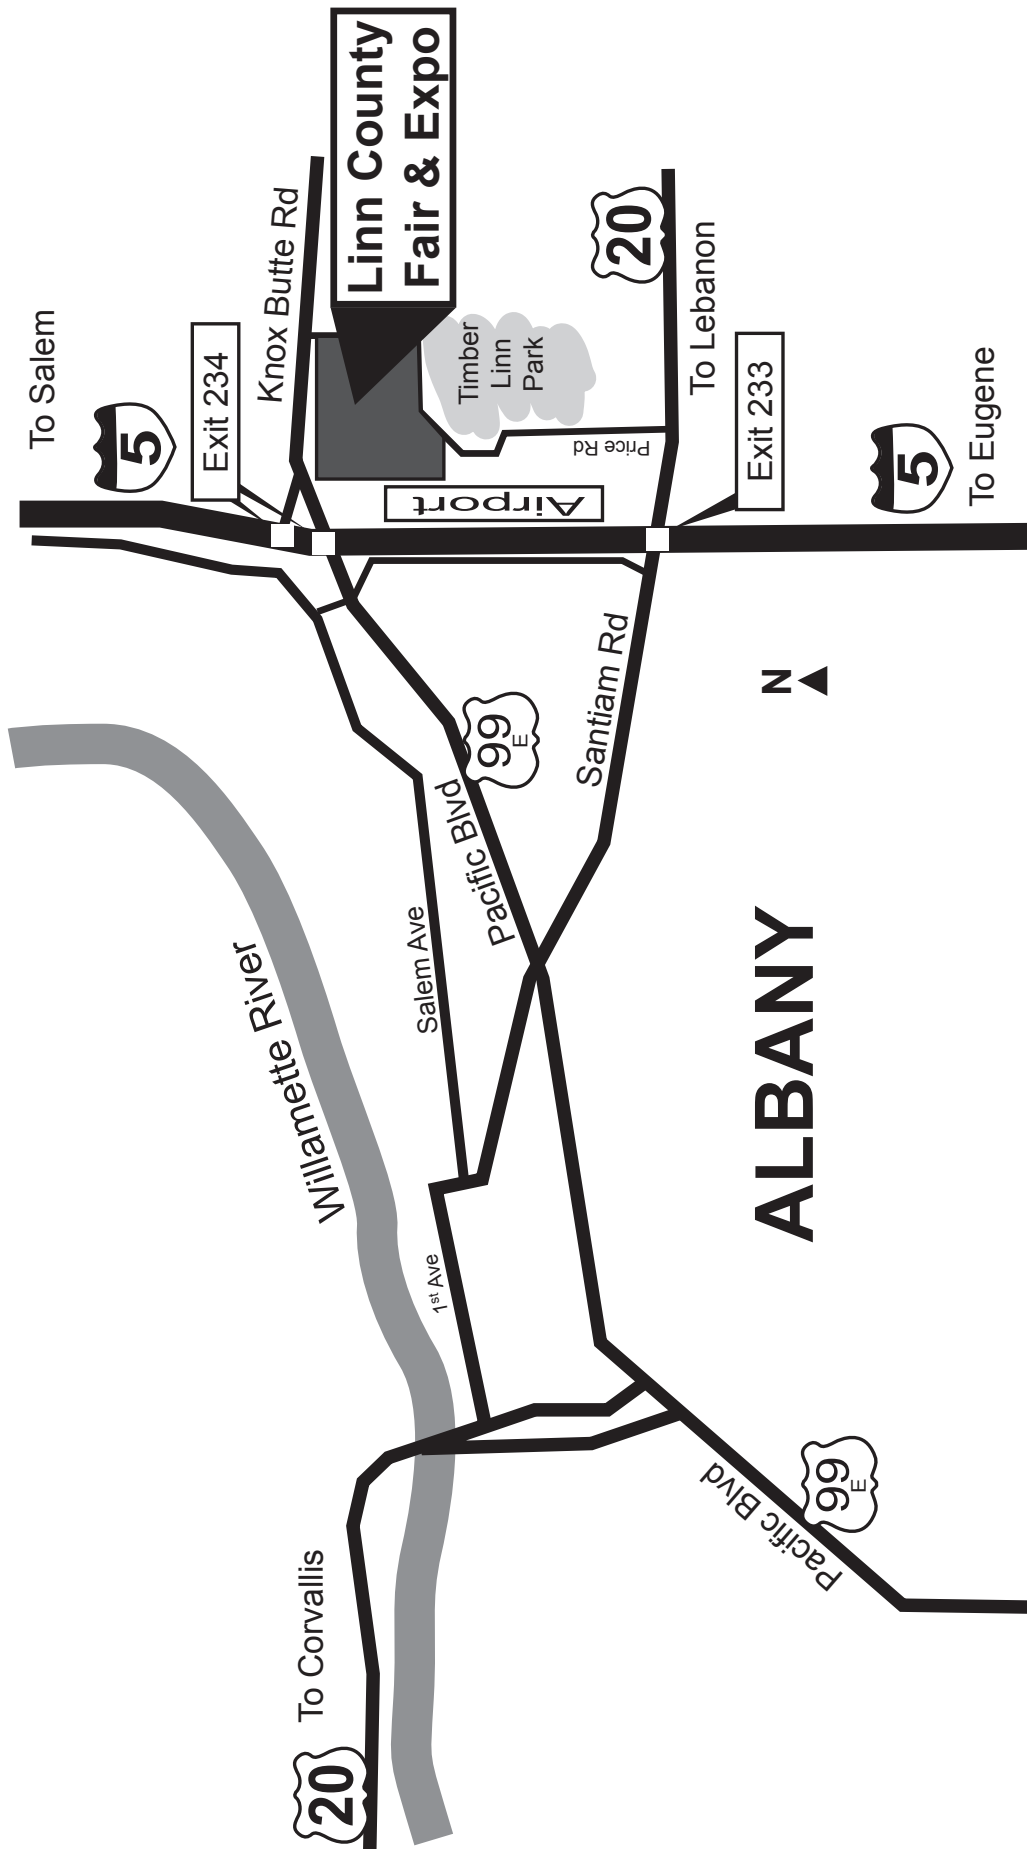 To Salem
5
Exit 234
Knox Butte Rd
Linn County
Fair & Expo
Timber
Linn
Park
20
To Lebanon
Price Rd
Airport
Exit 233
5
To Eugene
N
Santiam Rd
99
E
Pacific Blvd
Salem Ave
Willamette River
ALBANY
1st Ave
Pacific Blvd
99
E
To Corvallis
20